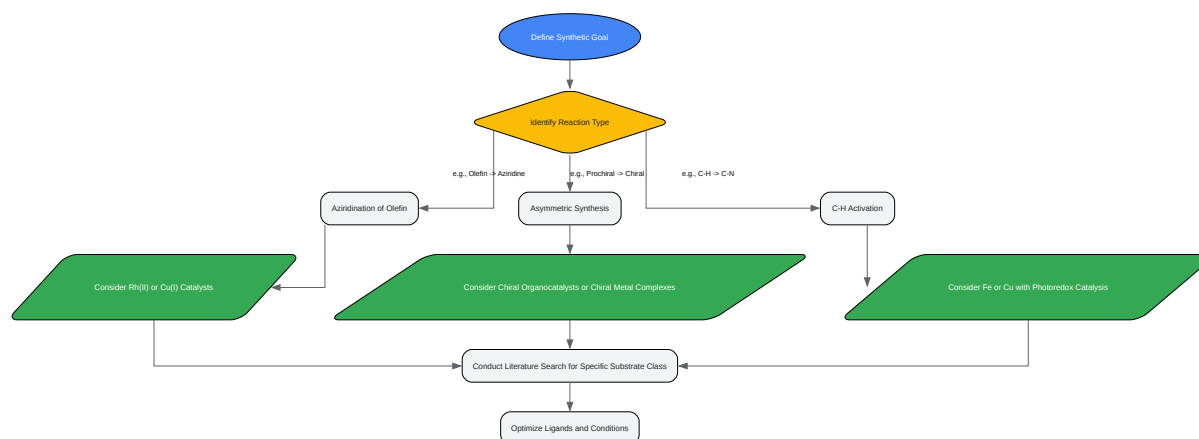 Define Synthetic Goal
Identify Reaction Type
e.g., Olefin -> Aziridine
e.g., Prochiral -> Chiral
e.g., C-H -> C-N
Aziridination of Olefin
Asymmetric Synthesis
C-H Activation
Consider Rh(II) or Cu(I) Catalysts
Consider Chiral Organocatalysts or Chiral Metal Complexes
Consider Fe or Cu with Photoredox Catalysis
Conduct Literature Search for Specific Substrate Class
Optimize Ligands and Conditions